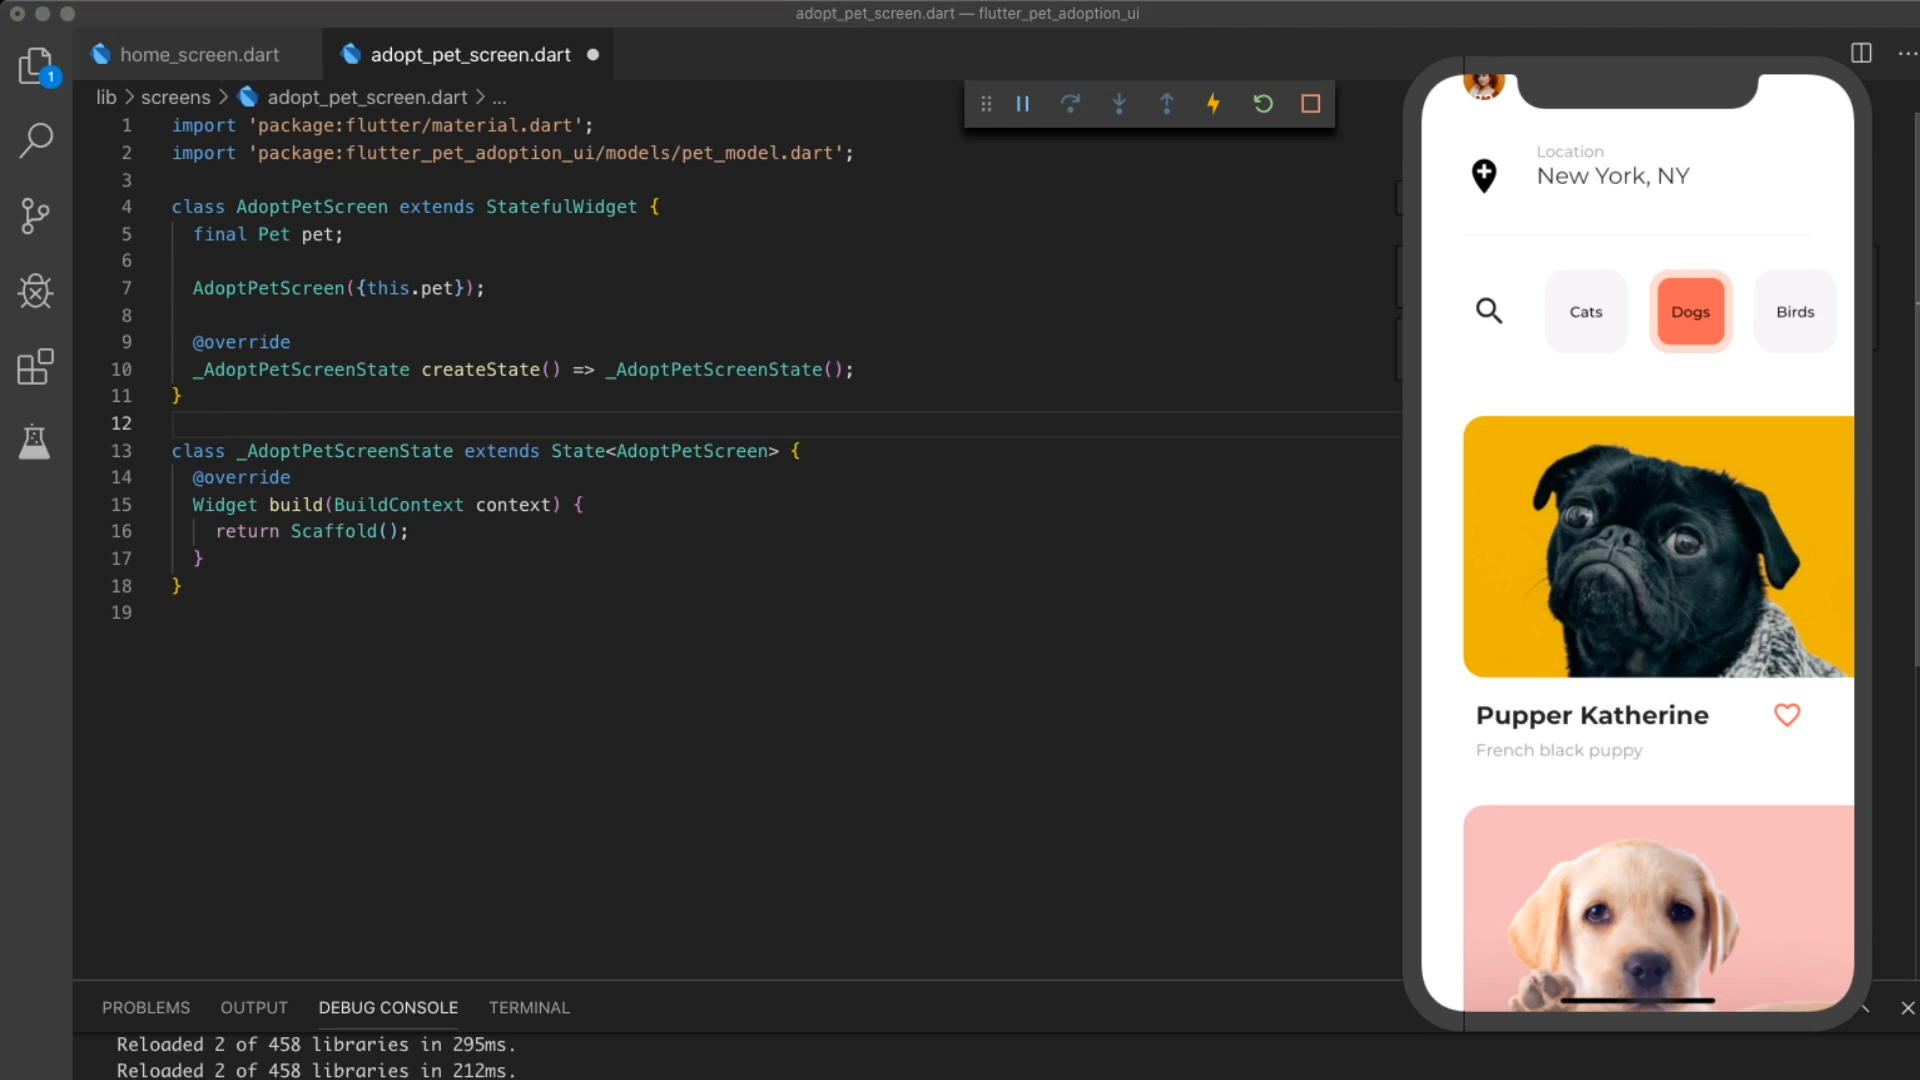 adopt_pet_screen.dart — flutter_pet_adoption_ui
home_screen.dart
adopt_pet_screen.dart
1
lib > screens > adopt_pet_screen.dart > ...
1 import 'package:flutter/material.dart';
2 import 'package:flutter_pet_adoption_ui/models/pet_model.dart';
3
4 class AdoptPetScreen extends StatefulWidget {
5 final Pet pet;
6
7 AdoptPetScreen({this.pet});
8
9 @override
10 _AdoptPetScreenState createState() => _AdoptPetScreenState();
11 }
12
13 class _AdoptPetScreenState extends State<AdoptPetScreen> {
14 @override
15 Widget build(BuildContext context) {
16 return Scaffold();
17 }
18 }
19
Location
New York, NY
Cats
Dogs
Birds
Pupper Katherine
French black puppy
PROBLEMS OUTPUT DEBUG CONSOLE TERMINAL
Reloaded 2 of 458 libraries in 295ms.
Reloaded 2 of 458 libraries in 212ms.